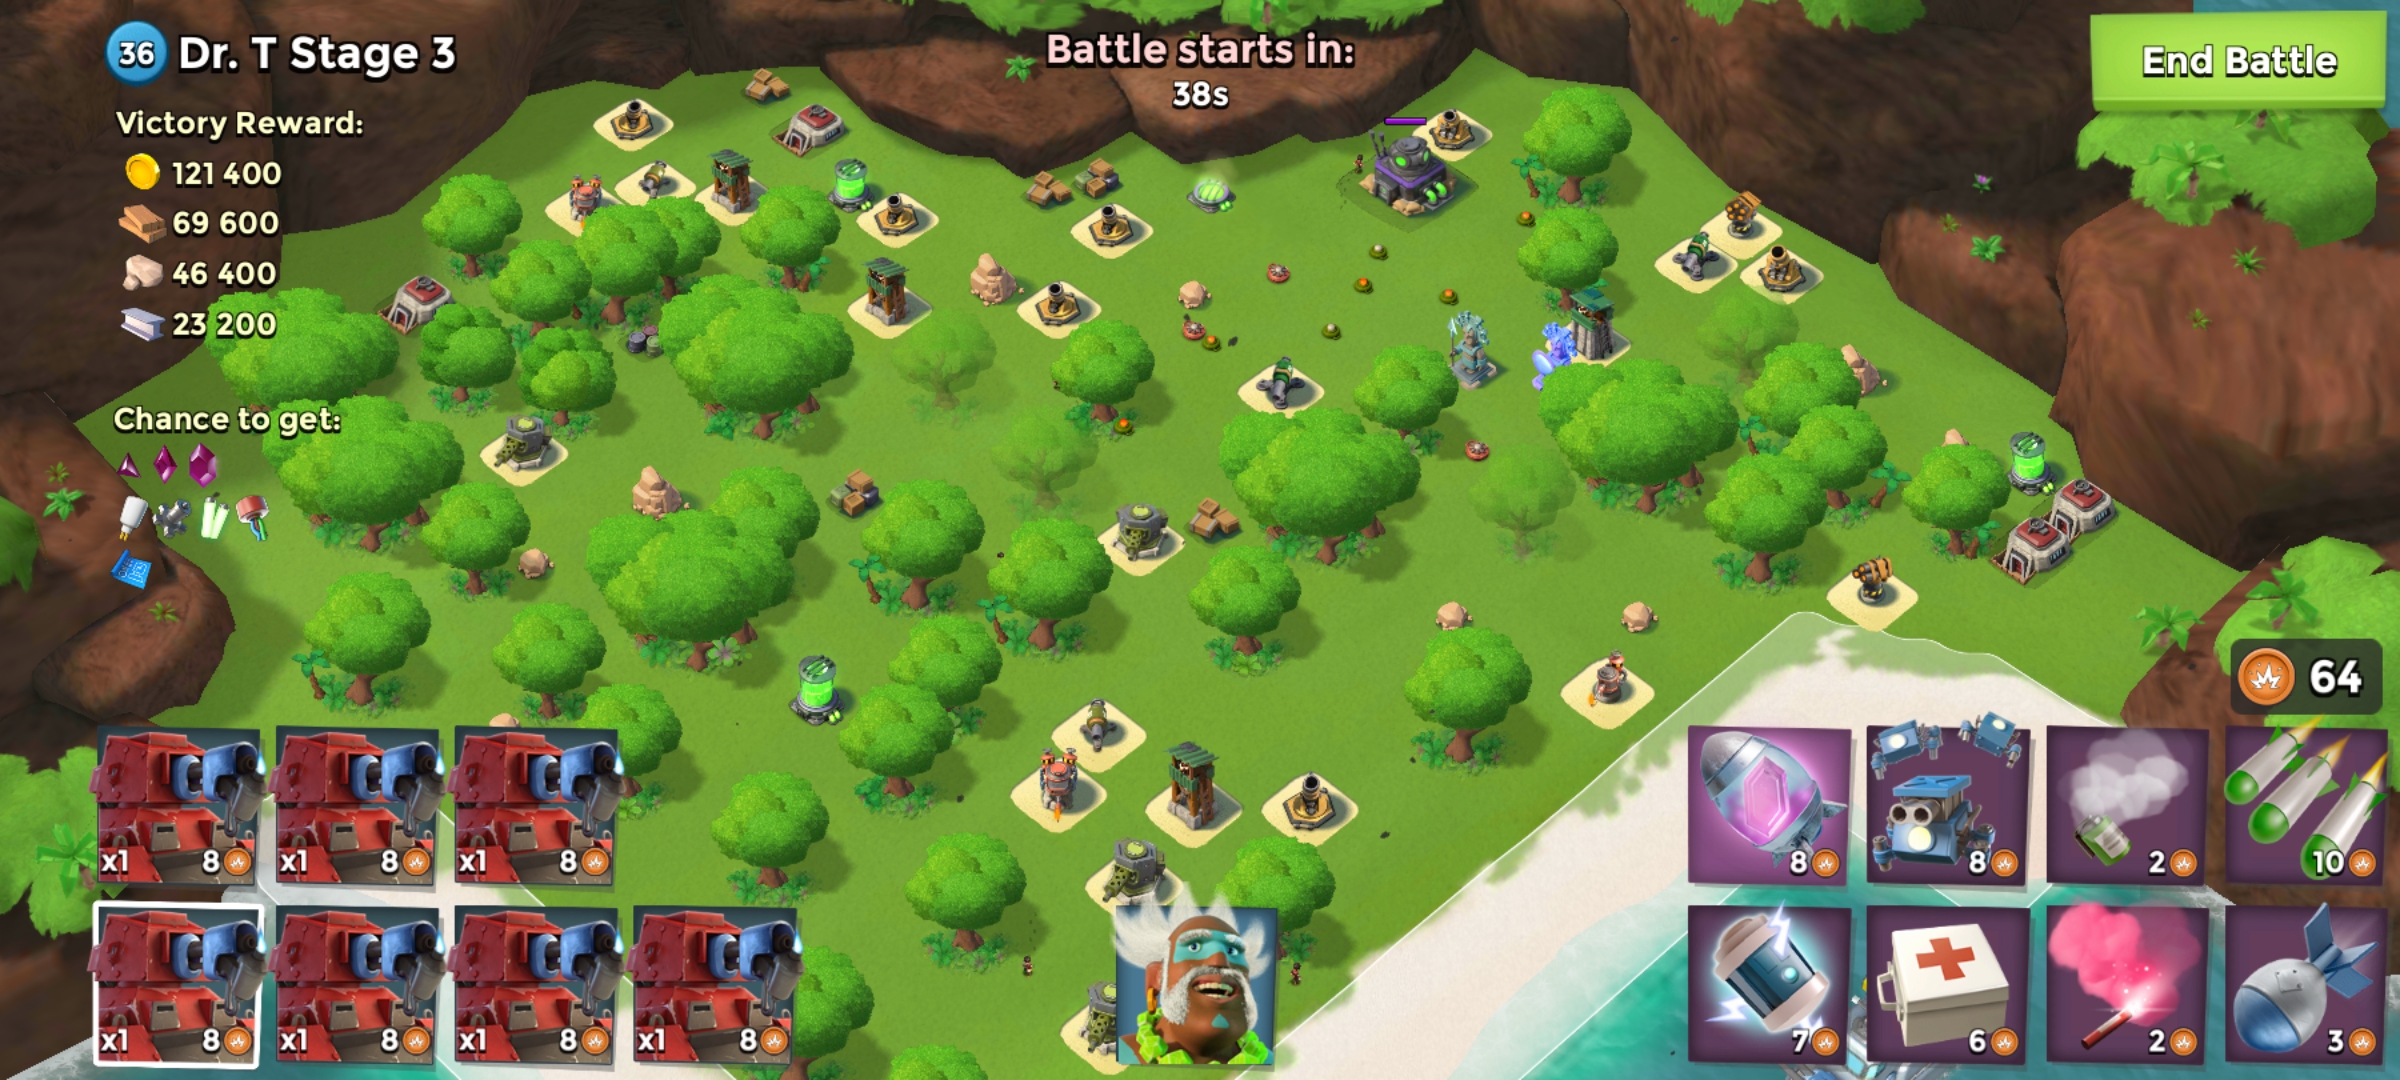 36 Dr. T Stage 3
Battle starts in:
38s
End Battle
Victory Reward:
121 400
69 600
46 400
23 200
Chance to get:
64
x1 8
x1 8
x1 8
8
8
2
10
x1 8
x1 8
x1 8
x1 8
7
6
2
3